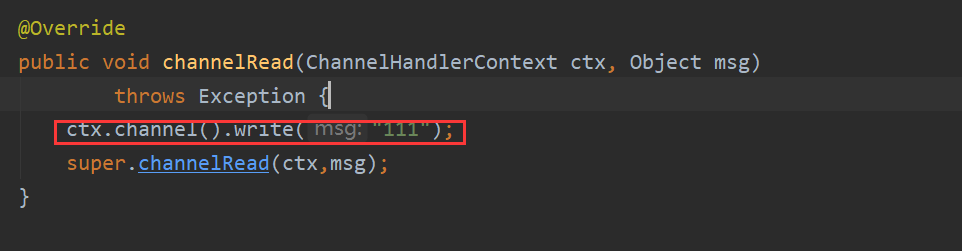 @Override
public void channelRead(ChannelHandlerContext ctx, Object msg)
throws Exception {
ctx.channel().write( msg: "111");
super.channelRead(ctx,msg);
}